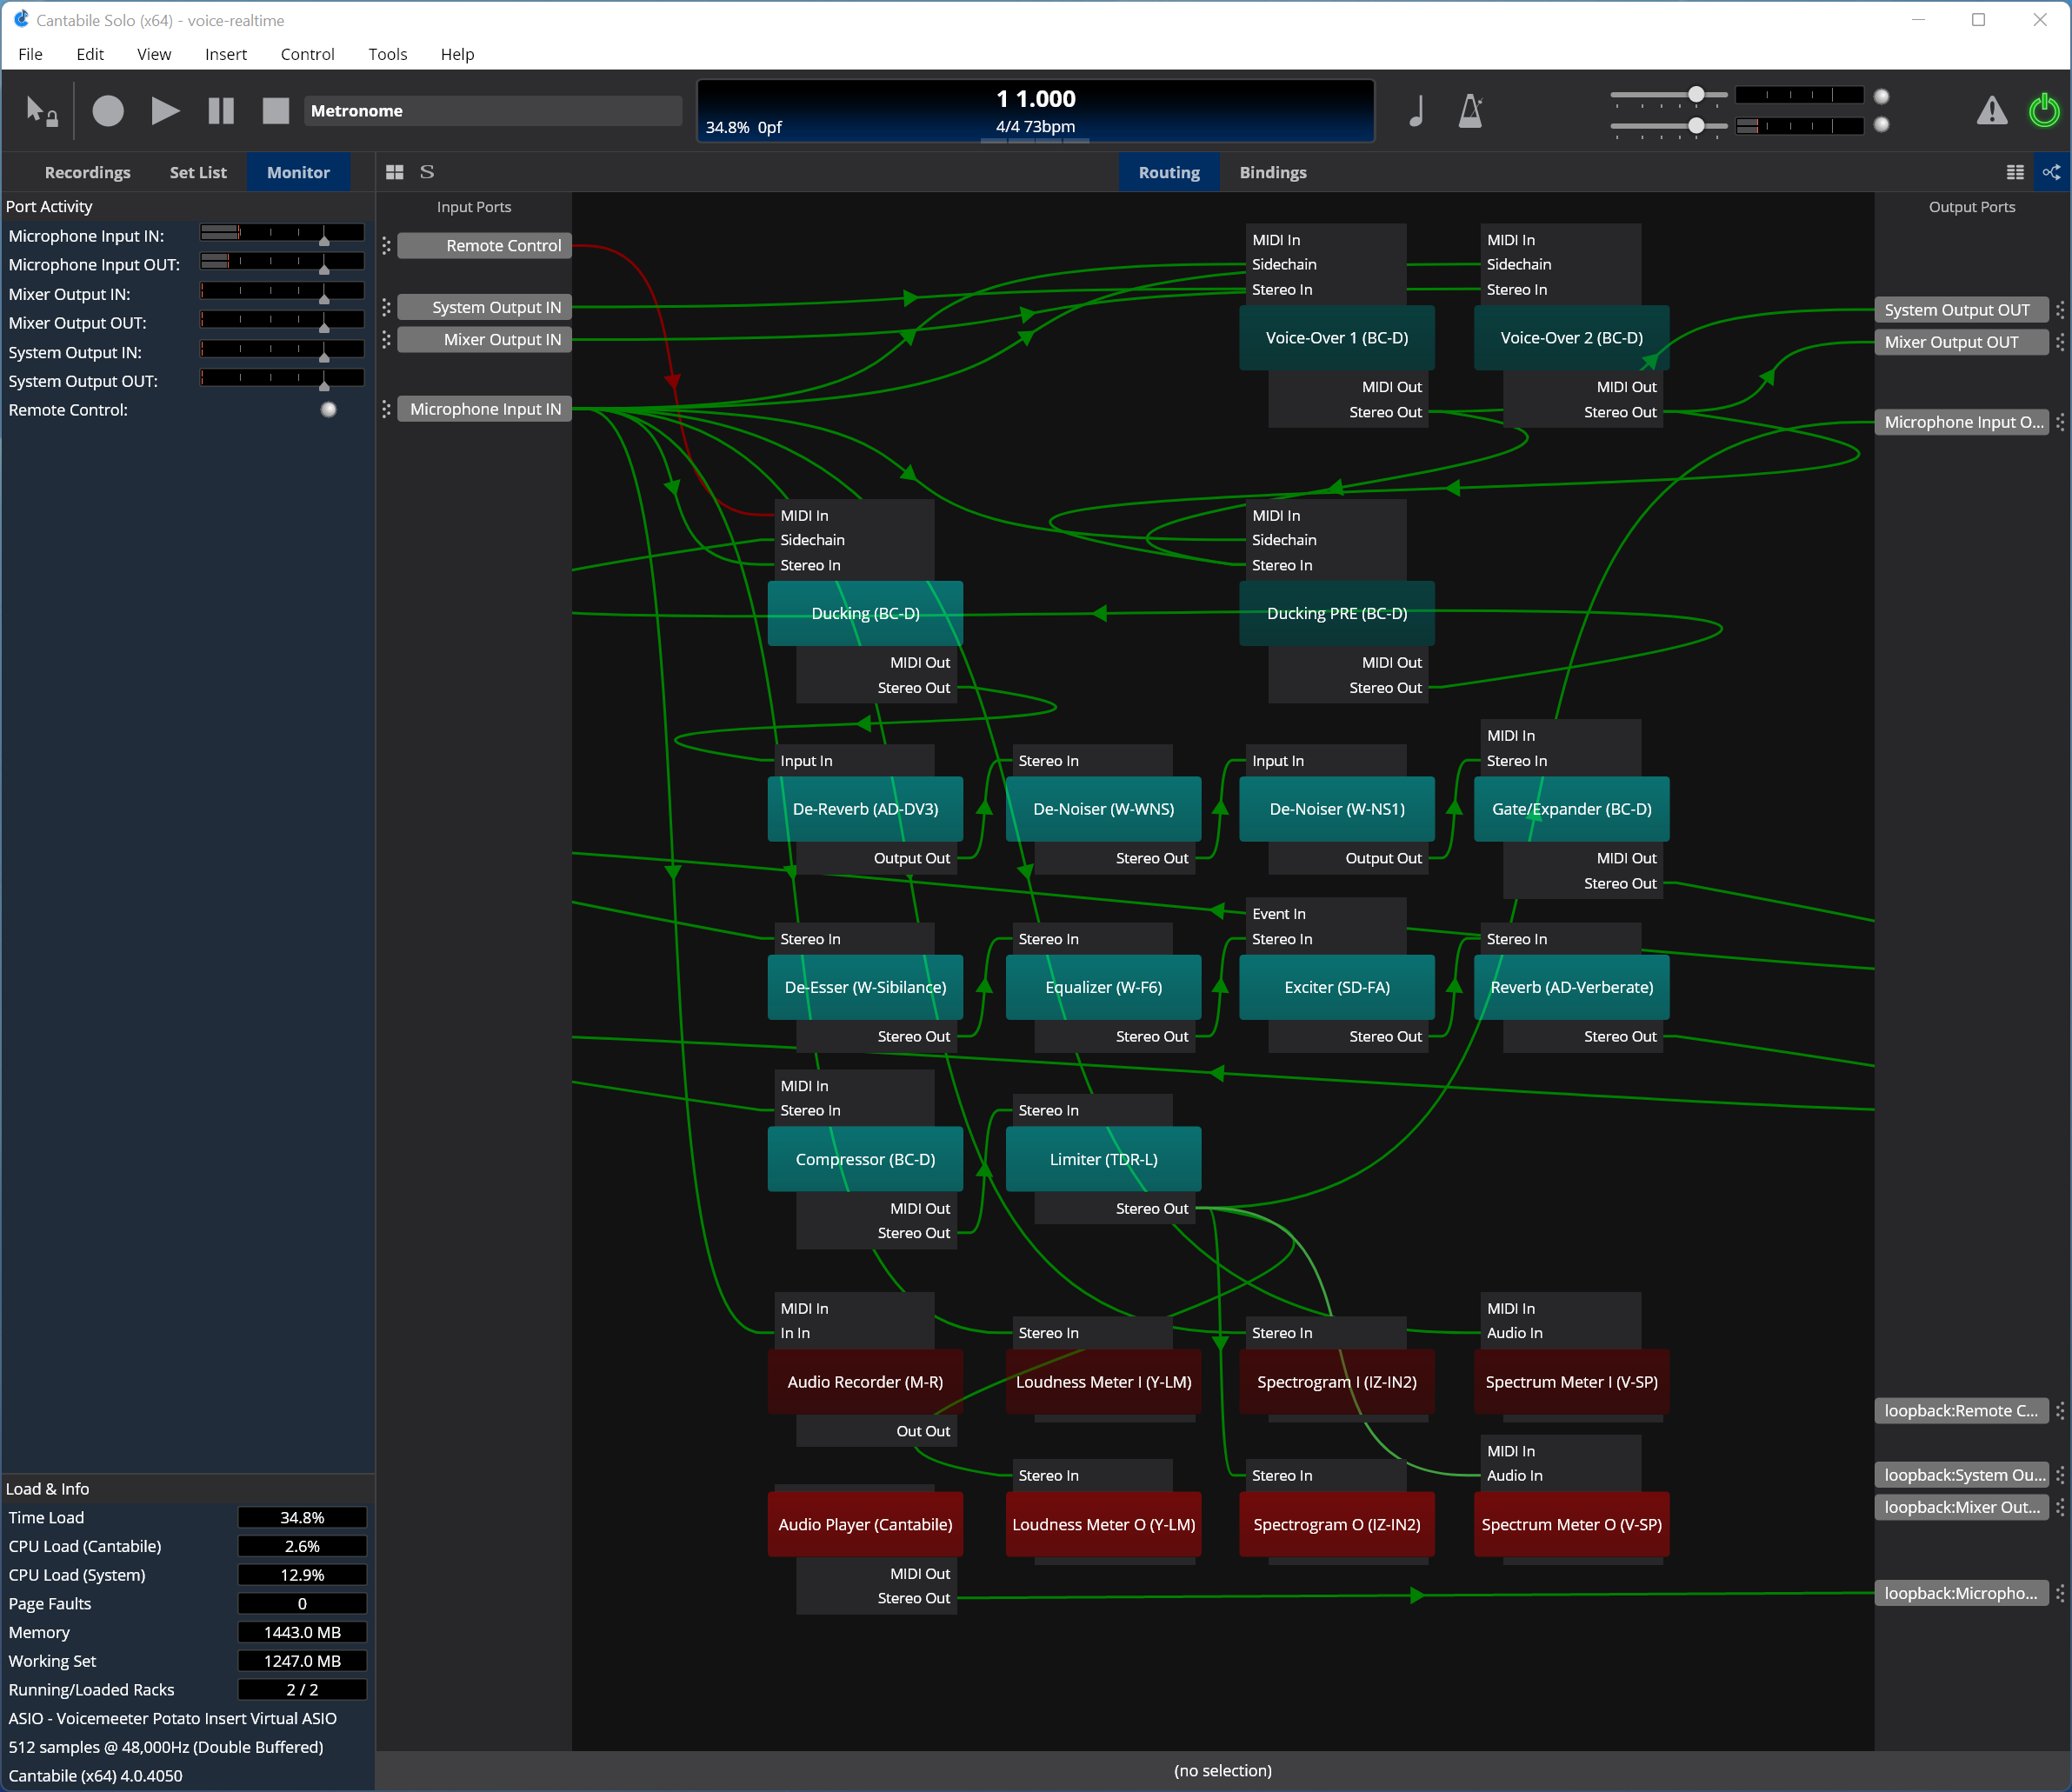 Cantabile Solo (x64) - voice-realtime
File Edit View Insert Control Tools Help
Metronome
1 1.000
34.8% 0pf
4/4 73bpm
Recordings Set List Monitor
S
Routing Bindings
Port Activity
Microphone Input IN:
Microphone Input OUT:
Mixer Output IN:
Mixer Output OUT:
System Output IN:
System Output OUT:
Remote Control:
Input Ports
Remote Control
System Output IN
Mixer Output IN
Microphone Input IN
MIDI In
Sidechain
Stereo In
Voice-Over 1 (BC-D)
MIDI Out
Stereo Out
MIDI In
Sidechain
Stereo In
Voice-Over 2 (BC-D)
MIDI Out
Stereo Out
MIDI In
Sidechain
Stereo In
Ducking (BC-D)
MIDI Out
Stereo Out
MIDI In
Sidechain
Stereo In
Ducking PRE (BC-D)
MIDI Out
Stereo Out
Input In
De-Reverb (AD-DV3)
Output Out
Stereo In
De-Noiser (W-WNS)
Stereo Out
Input In
De-Noiser (W-NS1)
Output Out
MIDI In
Stereo In
Gate/Expander (BC-D)
MIDI Out
Stereo Out
Stereo In
De-Esser (W-Sibilance)
Stereo Out
Stereo In
Equalizer (W-F6)
Stereo Out
Event In
Stereo In
Exciter (SD-FA)
Stereo Out
Stereo In
Reverb (AD-Verberate)
Stereo Out
MIDI In
Stereo In
Compressor (BC-D)
MIDI Out
Stereo Out
Stereo In
Limiter (TDR-L)
Stereo Out
MIDI In
In In
Audio Recorder (M-R)
Out Out
Stereo In
Loudness Meter I (Y-LM)
Stereo In
Spectrogram I (IZ-IN2)
MIDI In
Audio In
Spectrum Meter I (V-SP)
Audio Player (Cantabile)
MIDI Out
Stereo Out
Stereo In
Loudness Meter O (Y-LM)
Stereo In
Spectrogram O (IZ-IN2)
MIDI In
Audio In
Spectrum Meter O (V-SP)
Output Ports
System Output OUT
Mixer Output OUT
Microphone Input O...
loopback:Remote C...
loopback:System Ou...
loopback:Mixer Out...
loopback:Micropho...
Load & Info
Time Load 34.8%
CPU Load (Cantabile) 2.6%
CPU Load (System) 12.9%
Page Faults 0
Memory 1443.0 MB
Working Set 1247.0 MB
Running/Loaded Racks 2 / 2
ASIO - Voicemeeter Potato Insert Virtual ASIO
512 samples @ 48,000Hz (Double Buffered)
Cantabile (x64) 4.0.4050
(no selection)